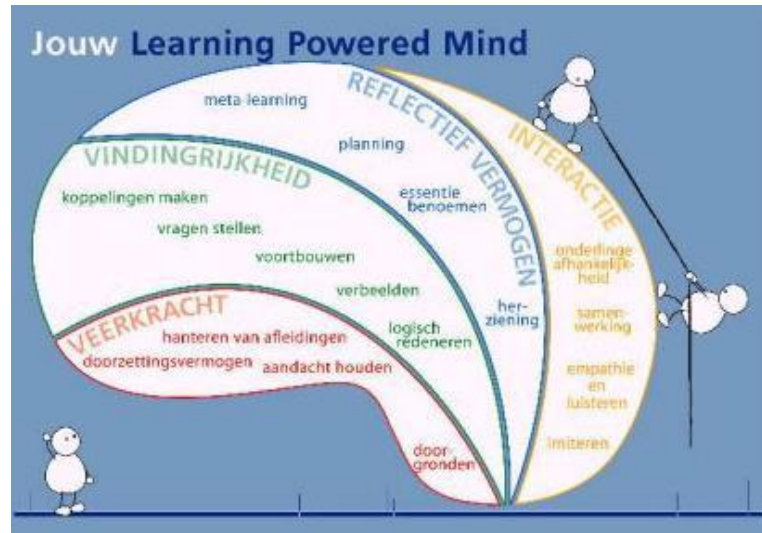 Jouw Learning Powered Mind
REFLECTIEF VERMOGEN
meta-learning
planning
essentie
benoemen
her-
ziening
VINDINGRIJKHEID
koppelingen maken
vragen stellen
voortbouwen
verbeelden
logisch
redeneren
VEERKRACHT
hanteren van afleidingen
doorzettingsvermogen
aandacht houden
door-
gronden
INTERACTIE
onderlinge
afhankelijk-
heid
samen-
werking
empathie
en
luisteren
imiteren